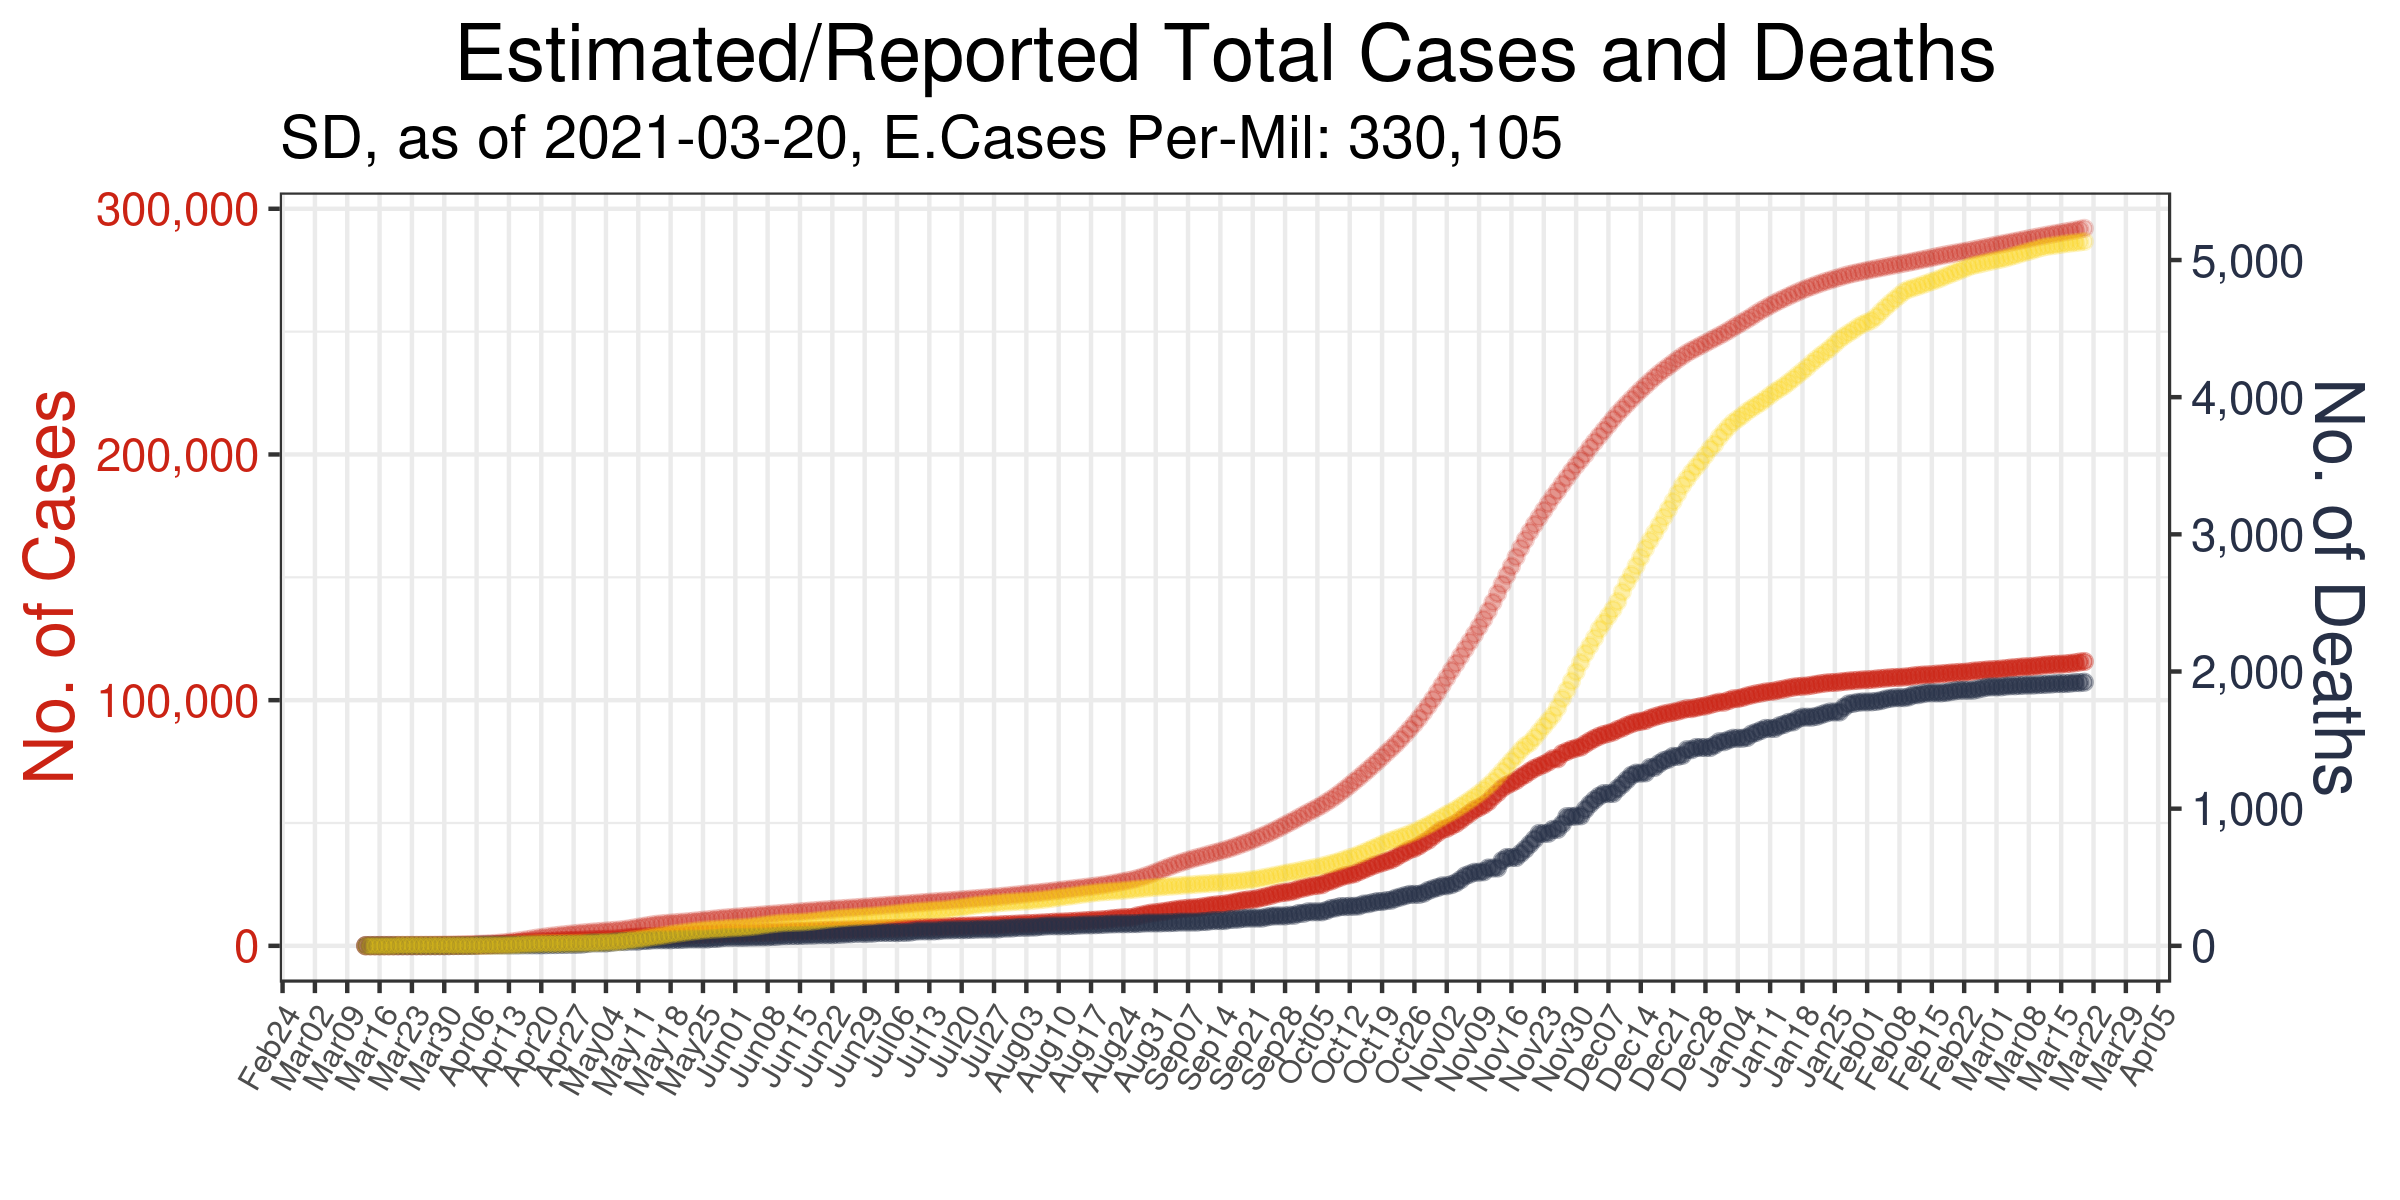 Estimated/Reported Total Cases and Deaths
SD, as of 2021-03-20, E.Cases Per-Mil: 330,105
No. of Cases
300,000
200,000
100,000
0
5,000
4,000
3,000
2,000
1,000
0
No. of Deaths
Feb24
Mar02
Mar09
Mar16
Mar23
Mar30
Apr06
Apr13
Apr20
Apr27
May04
May11
May18
May25
Jun01
Jun08
Jun15
Jun22
Jun29
Jul06
Jul13
Jul20
Jul27
Aug03
Aug10
Aug17
Aug24
Aug31
Sep07
Sep14
Sep21
Sep28
Oct05
Oct12
Oct19
Oct26
Nov02
Nov09
Nov16
Nov23
Nov30
Dec07
Dec14
Dec21
Dec28
Jan04
Jan11
Jan18
Jan25
Feb01
Feb08
Feb15
Feb22
Mar01
Mar08
Mar15
Mar22
Mar29
Apr05